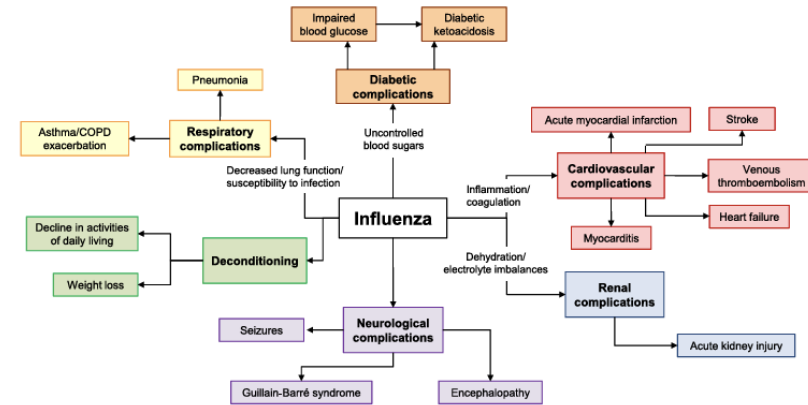 Impaired
blood glucose
Diabetic
ketoacidosis
Diabetic
complications
Pneumonia
Asthma/COPD
exacerbation
Respiratory
complications
Uncontrolled
blood sugars
Decreased lung function/
susceptibility to infection
Acute myocardial infarction
Stroke
Cardiovascular
complications
Venous
thromboembolism
Inflammation/
coagulation
Heart failure
Myocarditis
Influenza
Decline in activities
of daily living
Deconditioning
Weight loss
Dehydration/
electrolyte imbalances
Renal
complications
Acute kidney injury
Seizures
Neurological
complications
Guillain-Barré syndrome
Encephalopathy